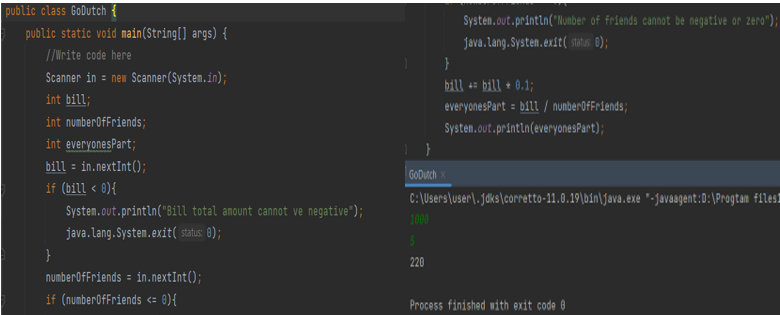 public class GoDutch {
public static void main(String[] args) {
//Write code here
Scanner in = new Scanner(System.in);
int bill;
int numberOfFriends;
int everyonesPart;
bill = in.nextInt();
if (bill < 0){
System.out.println("Bill total amount cannot ve negative");
java.lang.System.exit( status: 0);
}
numberOfFriends = in.nextInt();
if (numberOfFriends <= 0){
System.out.println("Number of friends cannot be negative or zero");
java.lang.System.exit( status: 0);
}
bill += bill * 0.1;
everyonesPart = bill / numberOfFriends;
System.out.println(everyonesPart);
}
GoDutch ×
C:\Users\user\.jdks\corretto-11.0.19\bin\java.exe "-javaagent:D:\Progtam files1
1000
5
220
Process finished with exit code 0